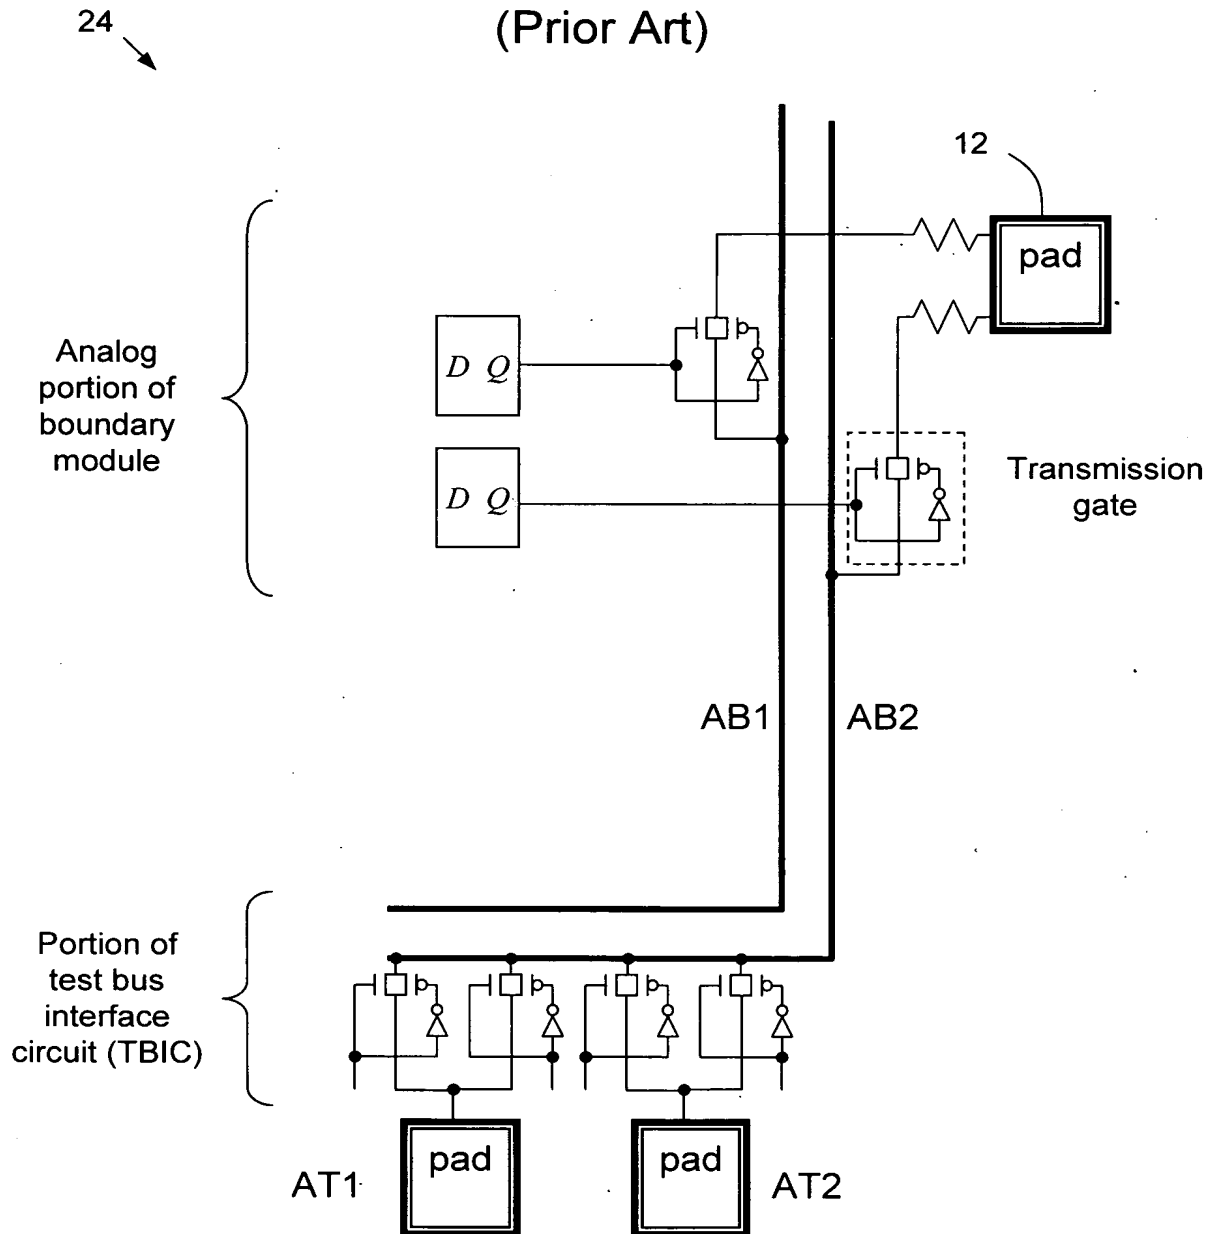 24
(Prior Art)
12
pad
Analog
portion of
boundary
module
D Q
D Q
Transmission
gate
AB1
AB2
Portion of
test bus
interface
circuit (TBIC)
pad
pad
AT1
AT2